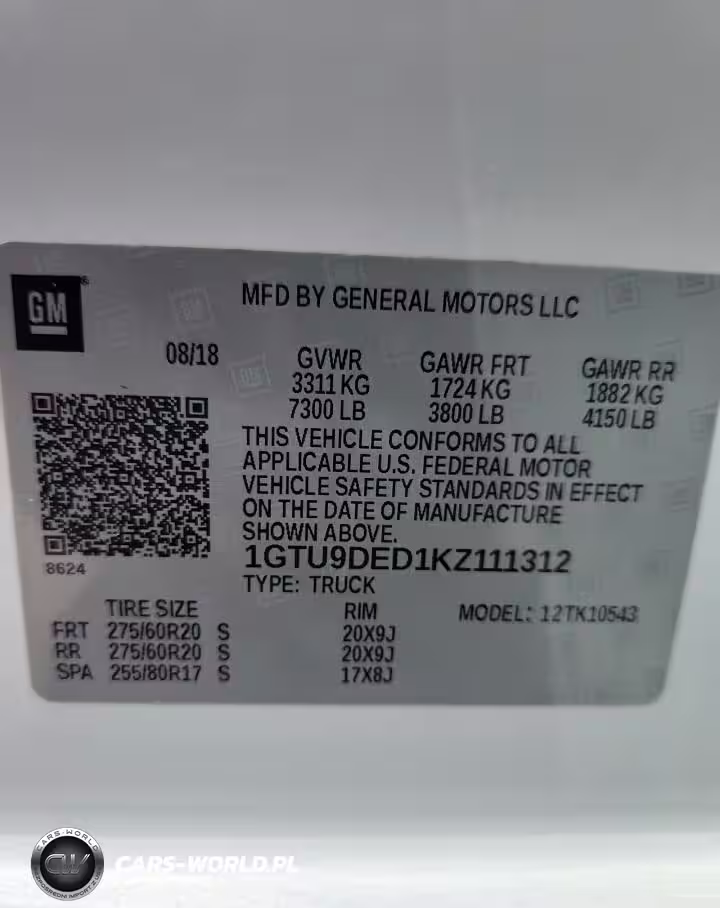 GM
MFD BY GENERAL MOTORS LLC
08/18 GVWR GAWR FRT GAWR RR
3311 KG 1724 KG 1882 KG
7300 LB 3800 LB 4150 LB
THIS VEHICLE CONFORMS TO ALL
APPLICABLE U.S. FEDERAL MOTOR
VEHICLE SAFETY STANDARDS IN EFFECT
ON THE DATE OF MANUFACTURE
SHOWN ABOVE.
8624
1GTU9DED1KZ111312
TYPE: TRUCK
TIRE SIZE RIM MODEL: 12TK10543
FRT 275/60R20 S 20X9J
RR 275/60R20 S 20X9J
SPA 255/80R17 S 17X8J
CARS-WORLD
CW
CARS-WORLD.PL